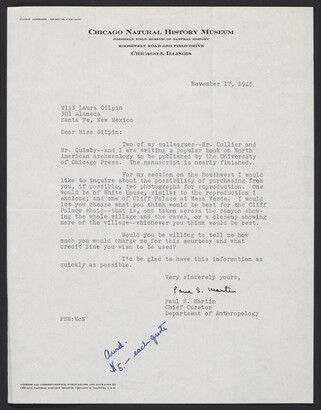 CHICAGO NATURAL HISTORY MUSEUM
FORMERLY FIELD MUSEUM OF NATURAL HISTORY
ROOSEVELT ROAD AND FIELD DRIVE
CHICAGO 5, ILLINOIS
November 17, 1945
Miss Laura Gilpin
301 Alameda
Santa Fe, New Mexico
Dear Miss Gilpin:
Two of my colleagues--Mr. Collier and
Mr. Quimby--and I are writing a popular book on North
American archaeology to be published by the University
of Chicago Press. The manuscript is nearly finished.
For my section on the Southwest I would
like to inquire about the possibility of purchasing from
you, if possible, two photographs for reproduction. One
would be of White House, similar to the reproduction I
enclose; and one of Cliff Palace at Mesa Verde. I would
let you choose what you think would be best for the Cliff
Palace shots--that is, one taken across the canyon show-
ing the whole village and the caves, or a closeup showing
more of the village--whichever you think would be best.
Would you be willing to tell me how
much you would charge me for this courtesy and what
credit line you wish to be used?
I'd be glad to have this information as
quickly as possible.
Very sincerely yours,
Paul S. Martin
Paul S. Martin
Chief Curator
Department of Anthropology
PSM:McN
$5.- each